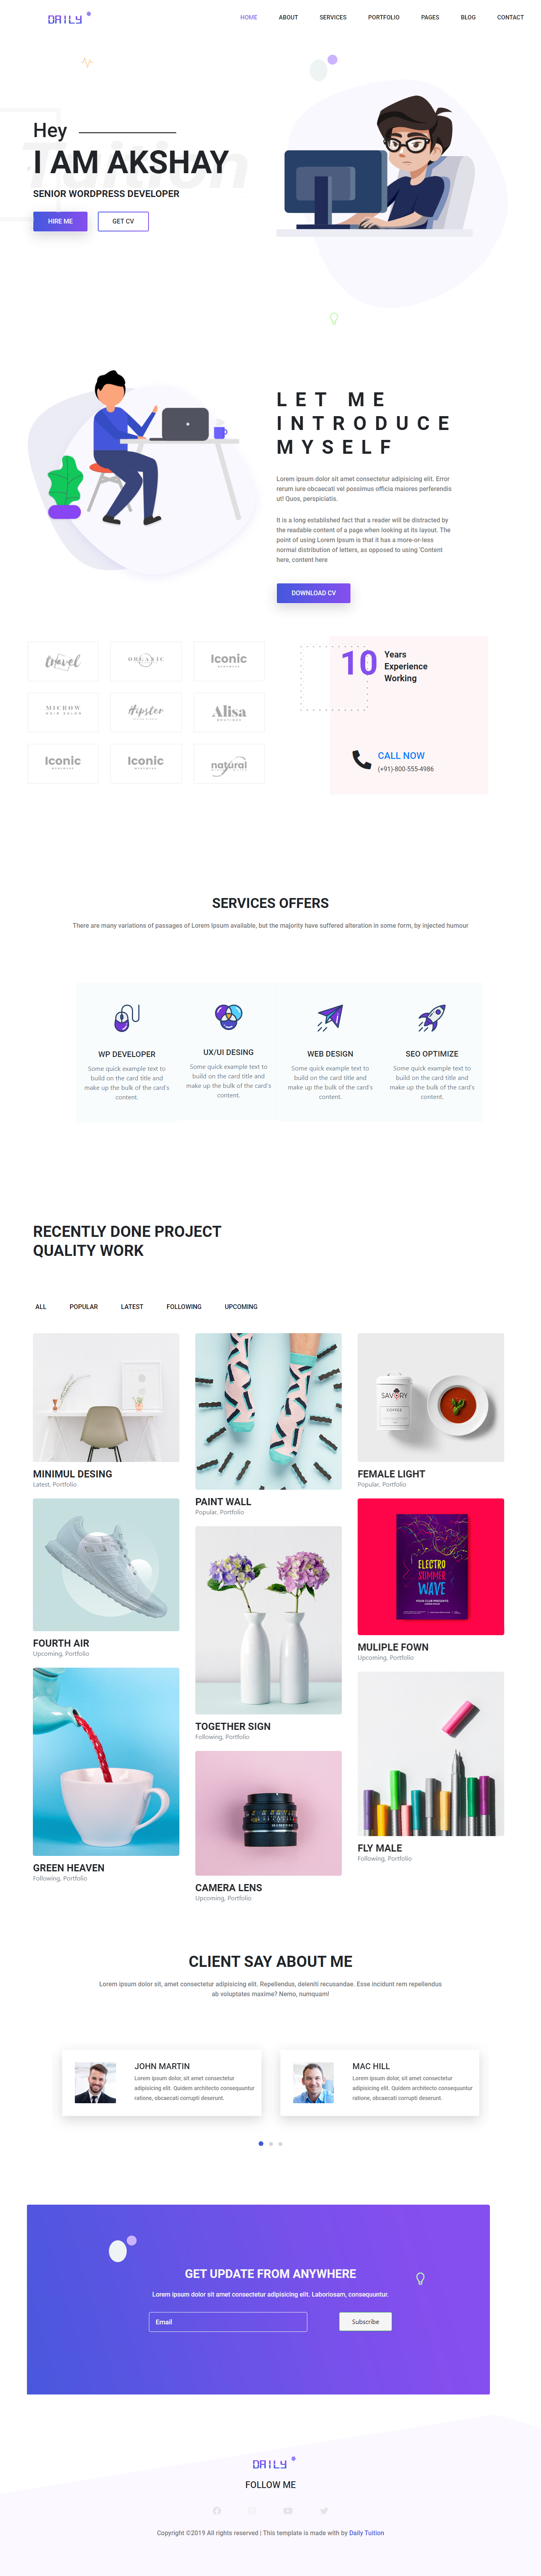 DAILY
HOME ABOUT SERVICES PORTFOLIO PAGES BLOG CONTACT
Tuition
Hey
I AM AKSHAY
SENIOR WORDPRESS DEVELOPER
HIRE ME
GET CV
LET ME
INTRODUCE
MYSELF
Lorem ipsum dolor sit amet consectetur adipisicing elit. Error
rerum iure obcaecati vel possimus officia maiores perferendis
ut! Quos, perspiciatis.
It is a long established fact that a reader will be distracted by
the readable content of a page when looking at its layout. The
point of using Lorem Ipsum is that it has a more-or-less
normal distribution of letters, as opposed to using 'Content
here, content here
DOWNLOAD CV
travel
ORGANIC
Iconic
MICROW
HAIR SALON
Hipster
Alisa
BOUTIQUE
Iconic
Iconic
natural
10
Years
Experience
Working
CALL NOW
(+91)-800-555-4986
SERVICES OFFERS
There are many variations of passages of Lorem Ipsum available, but the majority have suffered alteration in some form, by injected humour
WP DEVELOPER
Some quick example text to
build on the card title and
make up the bulk of the card's
content.
UX/UI DESING
Some quick example text to
build on the card title and
make up the bulk of the card's
content.
WEB DESIGN
Some quick example text to
build on the card title and
make up the bulk of the card's
content.
SEO OPTIMIZE
Some quick example text to
build on the card title and
make up the bulk of the card's
content.
RECENTLY DONE PROJECT
QUALITY WORK
ALL POPULAR LATEST FOLLOWING UPCOMING
MINIMUL DESING
Latest, Portfolio
FOURTH AIR
Upcoming, Portfolio
GREEN HEAVEN
Following, Portfolio
PAINT WALL
Popular, Portfolio
TOGETHER SIGN
Following, Portfolio
CAMERA LENS
Upcoming, Portfolio
SAVORY
COFFEE
FEMALE LIGHT
Popular, Portfolio
ELECTRO
SUMMER
WAVE
YOUR CLUB PRESENTS
MULIPLE FOWN
Upcoming, Portfolio
FLY MALE
Following, Portfolio
CLIENT SAY ABOUT ME
Lorem ipsum dolor sit, amet consectetur adipisicing elit. Repellendus, deleniti recusandae. Esse incidunt rem repellendus
ab voluptates maxime? Nemo, numquam!
JOHN MARTIN
Lorem ipsum dolor, sit amet consectetur
adipisicing elit. Quidem architecto consequuntur
ratione, obcaecati corrupti deserunt.
MAC HILL
Lorem ipsum dolor, sit amet consectetur
adipisicing elit. Quidem architecto consequuntur
ratione, obcaecati corrupti deserunt.
GET UPDATE FROM ANYWHERE
Lorem ipsum dolor sit amet consectetur adipisicing elit. Laboriosam, consequuntur.
Email
Subscribe
DAILY
FOLLOW ME
Copyright ©2019 All rights reserved | This template is made with by Daily Tuition